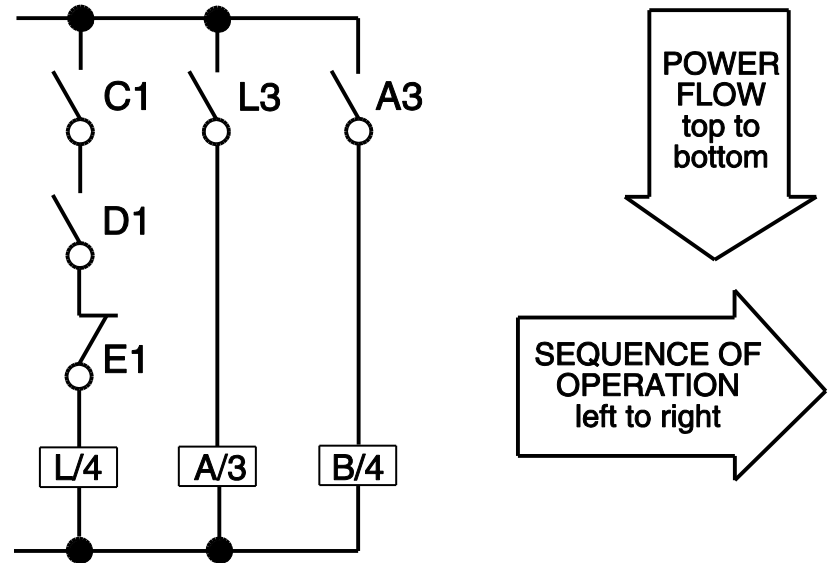 C1
L3
A3
D1
E1
L/4
A/3
B/4
POWER
FLOW
top to
bottom
SEQUENCE OF
OPERATION
left to right